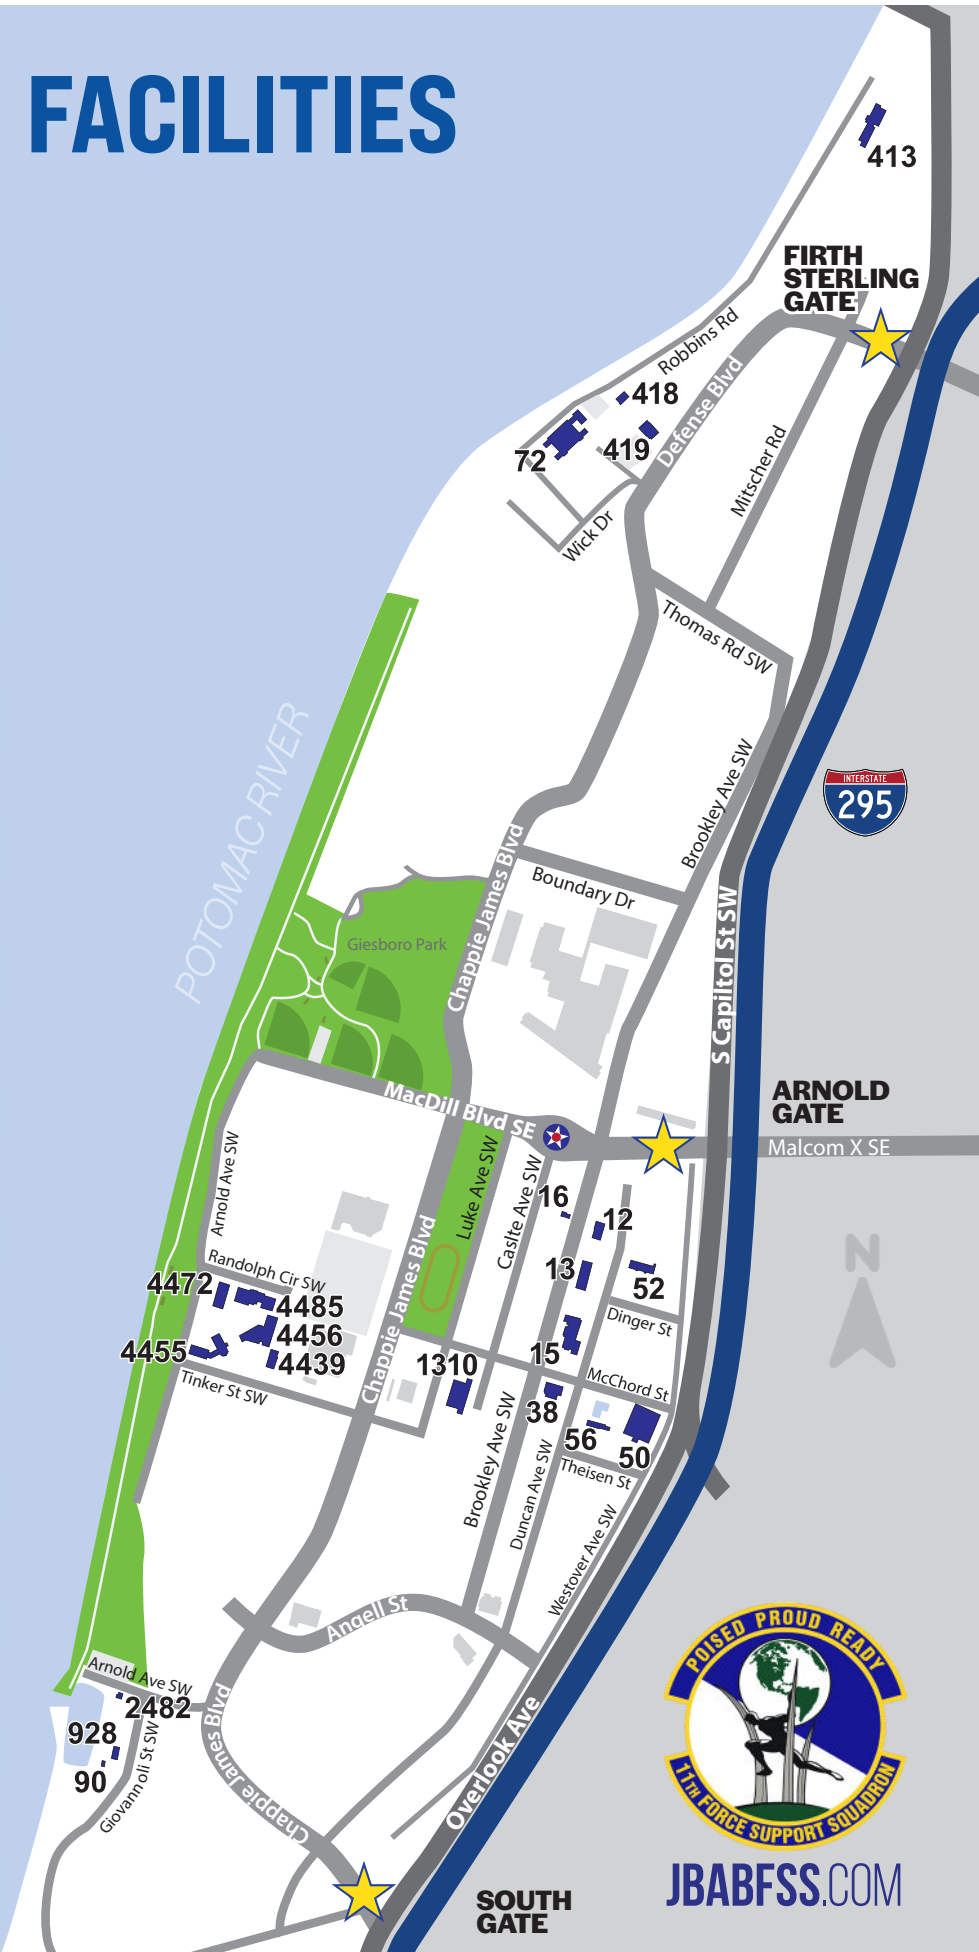 FACILITIES
413
FIRTH
STERLING
GATE
Robbins Rd
418
Defense Blvd
419
72
Mitscher Rd
Wick Dr
Thomas Rd SW
POTOMAC RIVER
Brookley Ave SW
INTERSTATE
295
Chappie James Blvd
Boundary Dr
S Capiltol St SW
Giesboro Park
MacDill Blvd SE
ARNOLD
GATE
Malcom X SE
Arnold Ave SW
Luke Ave SW
Caslte Ave SW
16
12
13
52
N
Randolph Cir SW
4472
4485
4456
4455
4439
Chappie James Blvd
Dinger St
15
1310
Tinker St SW
McChord St
38
56
50
Brookley Ave SW
Duncan Ave SW
Theisen St
Westover Ave SW
Angell St
Arnold Ave SW
2482
928
90
Giovannoli St SW
Chappie James Blvd
Overlook Ave
POISED PROUD READY
11TH FORCE SUPPORT SQUADRON
JBABFSS.COM
SOUTH
GATE